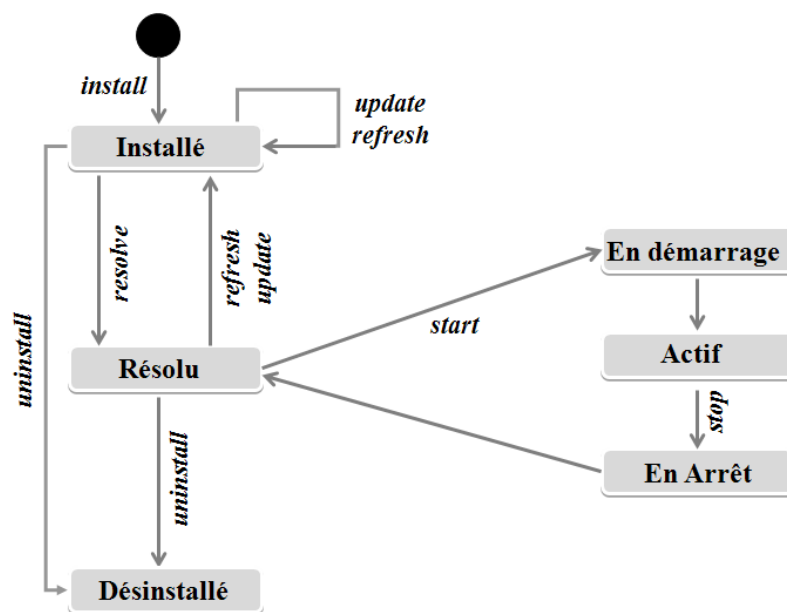 install
update
refresh
Installé
resolve
refresh
update
uninstall
En démarrage
start
Actif
Résolu
stop
En Arrêt
uninstall
Désinstallé